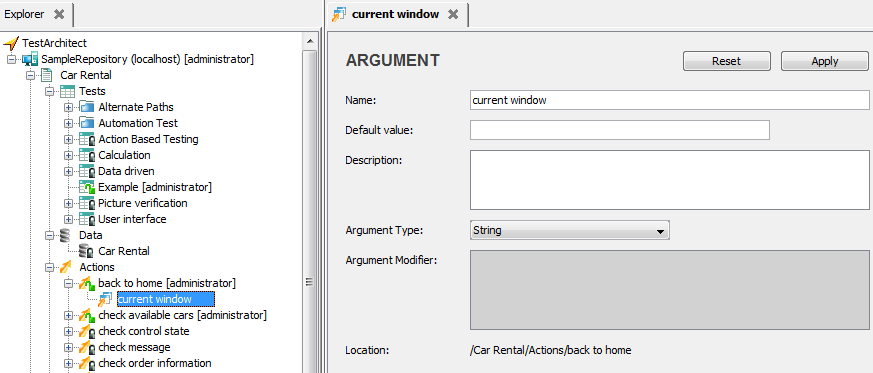 Explorer
TestArchitect
SampleRepository (localhost) [administrator]
Car Rental
Tests
Alternate Paths
Automation Test
Action Based Testing
Calculation
Data driven
Example [administrator]
Picture verification
User interface
Data
Car Rental
Actions
back to home [administrator]
current window
check available cars [administrator]
check control state
check message
check order information
current window
ARGUMENT
Reset
Apply
Name:
current window
Default value:
Description:
Argument Type:
String
Argument Modifier:
Location:
/Car Rental/Actions/back to home